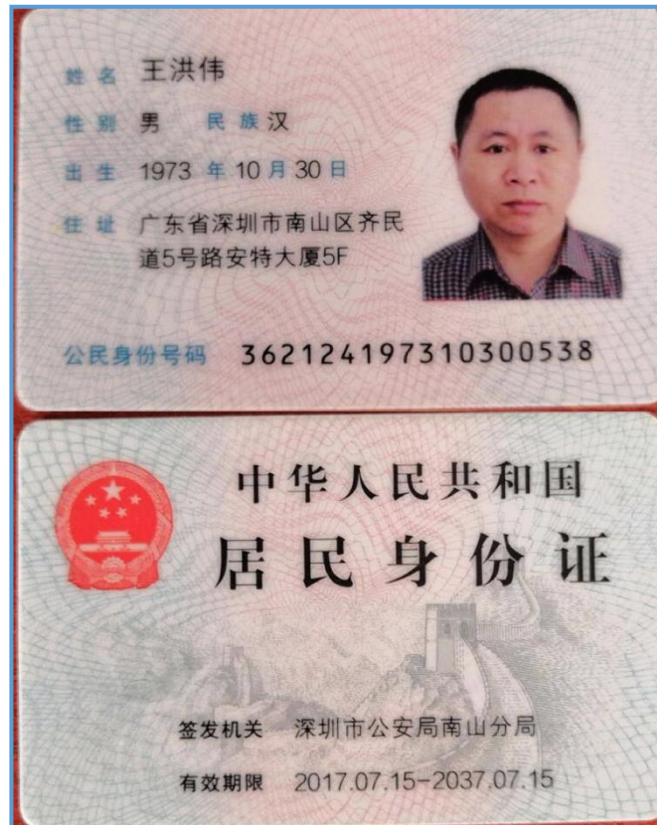 姓名 王洪伟
性别 男 民族 汉
出生 1973 年 10 月 30 日
住址 广东省深圳市南山区齐民
道5号路安特大厦5F
公民身份号码 362124197310300538
中华人民共和国
居民身份证
签发机关 深圳市公安局南山分局
有效期限 2017.07.15-2037.07.15